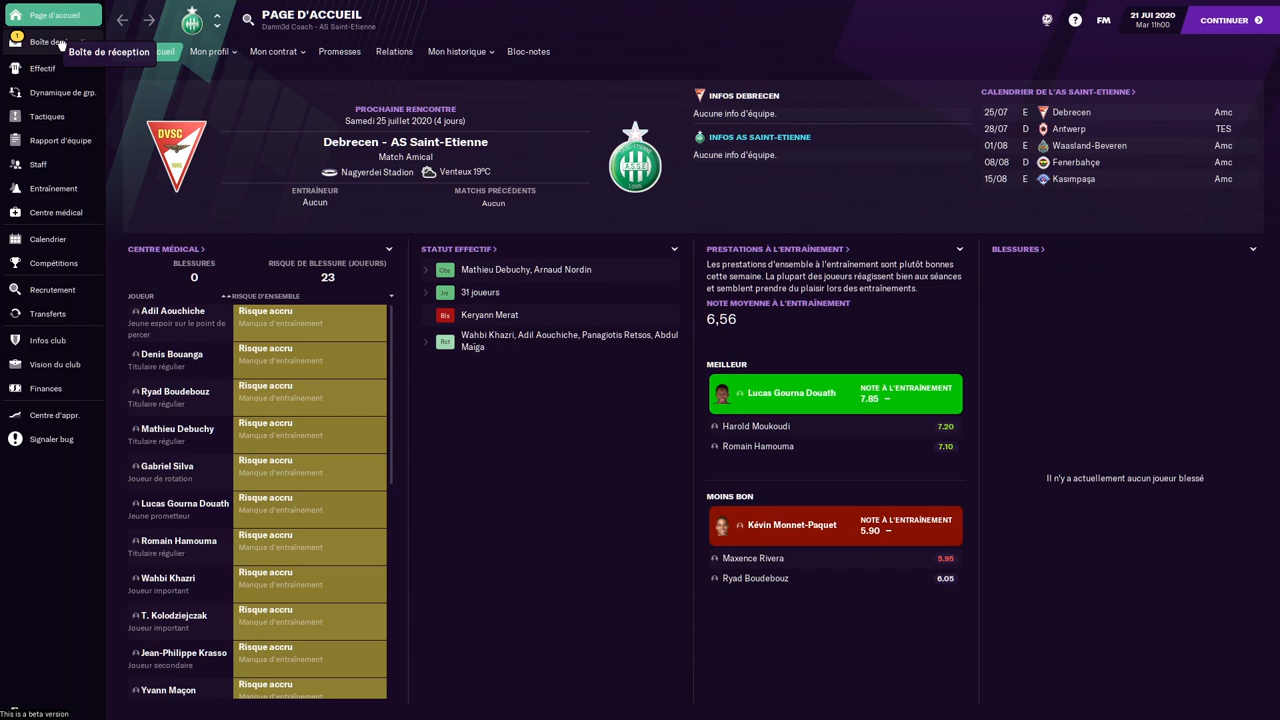 Page d'accueil
1
Boîte de
Boîte de réception
Effectif
Dynamique de grp.
Tactiques
Rapport d'équipe
Staff
Entraînement
Centre médical
Calendrier
Compétitions
Recrutement
Transferts
Infos club
Vision du club
Finances
Centre d'appr.
Signaler bug
This is a beta version
PAGE D'ACCUEIL
Damn3d Coach - AS Saint-Etienne
FM
21 JUI 2020
Mar 11h00
CONTINUER
cueil
Mon profil
Mon contrat
Promesses
Relations
Mon historique
Bloc-notes
PROCHAINE RENCONTRE
Samedi 25 juillet 2020 (4 jours)
Debrecen - AS Saint-Etienne
Match Amical
Nagyerdei Stadion
Venteux 19ºC
ENTRAÎNEUR
Aucun
MATCHS PRÉCÉDENTS
Aucun
DVSC
INFOS DEBRECEN
Aucune info d'équipe.
INFOS AS SAINT-ETIENNE
Aucune info d'équipe.
CALENDRIER DE L'AS SAINT-ETIENNE
25/07 E Debrecen Amc
28/07 D Antwerp TES
01/08 E Waasland-Beveren Amc
08/08 D Fenerbahçe Amc
15/08 E Kasımpaşa Amc
CENTRE MÉDICAL
BLESSURES
0
RISQUE DE BLESSURE (JOUEURS)
23
JOUEUR RISQUE D'ENSEMBLE
Adil Aouchiche
Jeune espoir sur le point de percer
Risque accru
Manque d'entraînement
Denis Bouanga
Titulaire régulier
Risque accru
Manque d'entraînement
Ryad Boudebouz
Titulaire régulier
Risque accru
Manque d'entraînement
Mathieu Debuchy
Titulaire régulier
Risque accru
Manque d'entraînement
Gabriel Silva
Joueur de rotation
Risque accru
Manque d'entraînement
Lucas Gourna Douath
Jeune prometteur
Risque accru
Manque d'entraînement
Romain Hamouma
Titulaire régulier
Risque accru
Manque d'entraînement
Wahbi Khazri
Joueur important
Risque accru
Manque d'entraînement
T. Kolodziejczak
Joueur important
Risque accru
Manque d'entraînement
Jean-Philippe Krasso
Joueur secondaire
Risque accru
Manque d'entraînement
Yvann Maçon
Risque accru
Manque d'entraînement
STATUT EFFECTIF
Obs Mathieu Debuchy, Arnaud Nordin
Jni 31 joueurs
Bls Keryann Merat
Rct Wahbi Khazri, Adil Aouchiche, Panagiotis Retsos, Abdul
Maiga
PRESTATIONS À L'ENTRAÎNEMENT
Les prestations d'ensemble à l'entraînement sont plutôt bonnes
cette semaine. La plupart des joueurs réagissent bien aux séances
et semblent prendre du plaisir lors des entraînements.
NOTE MOYENNE À L'ENTRAÎNEMENT
6,56
MEILLEUR
Lucas Gourna Douath
NOTE À L'ENTRAÎNEMENT
7.85
Harold Moukoudi 7.20
Romain Hamouma 7.10
MOINS BON
Kévin Monnet-Paquet
NOTE À L'ENTRAÎNEMENT
5.90
Maxence Rivera 5.95
Ryad Boudebouz 6.05
BLESSURES
Il n'y a actuellement aucun joueur blessé